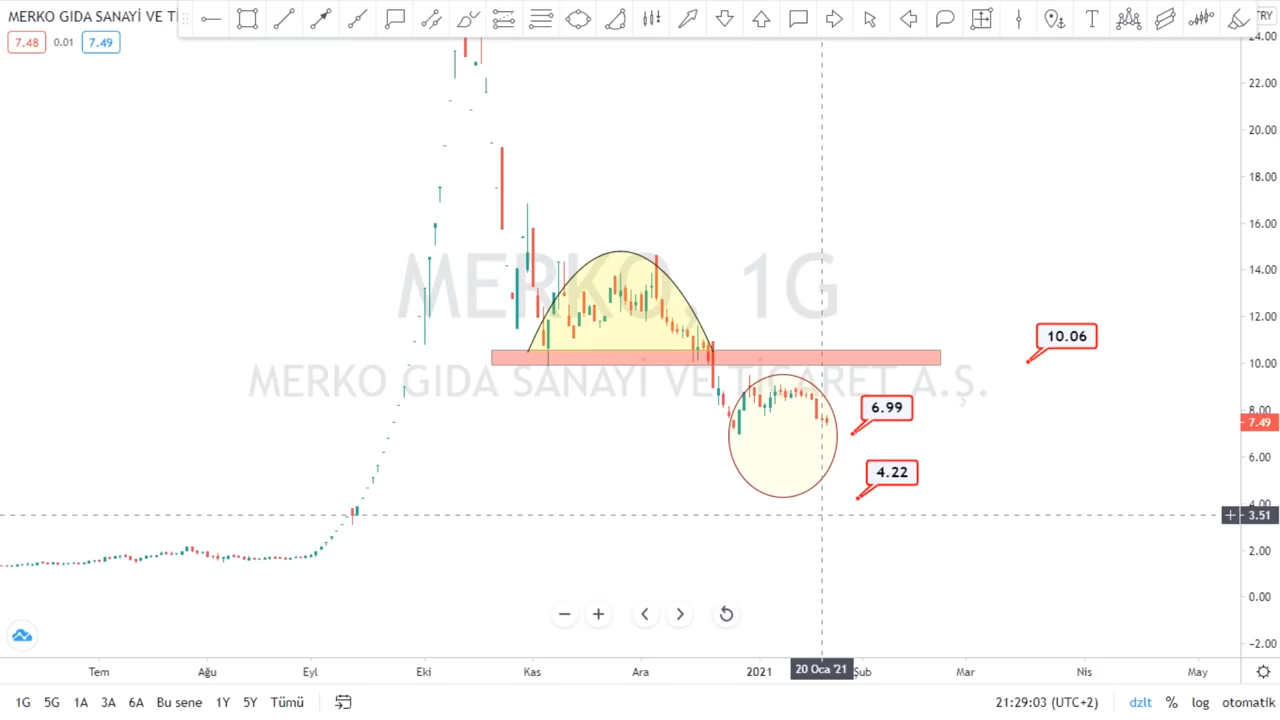 MERKO GIDA SANAYİ VE Tİ
TRY
7.48 0.01 7.49
24.00
22.00
20.00
18.00
16.00
14.00
12.00
10.00
8.00
7.49
6.00
4.00
3.51
2.00
0.00
−2.00
MERKO, 1G
MERKO GIDA SANAYİ VE TİCARET A.Ş.
10.06
6.99
4.22
Tem Ağu Eyl Eki Kas Ara 2021 20 Oca '21 Şub Mar Nis May
1G 5G 1A 3A 6A Bu sene 1Y 5Y Tümü 21:29:03 (UTC+2) dzlt % log otomatik